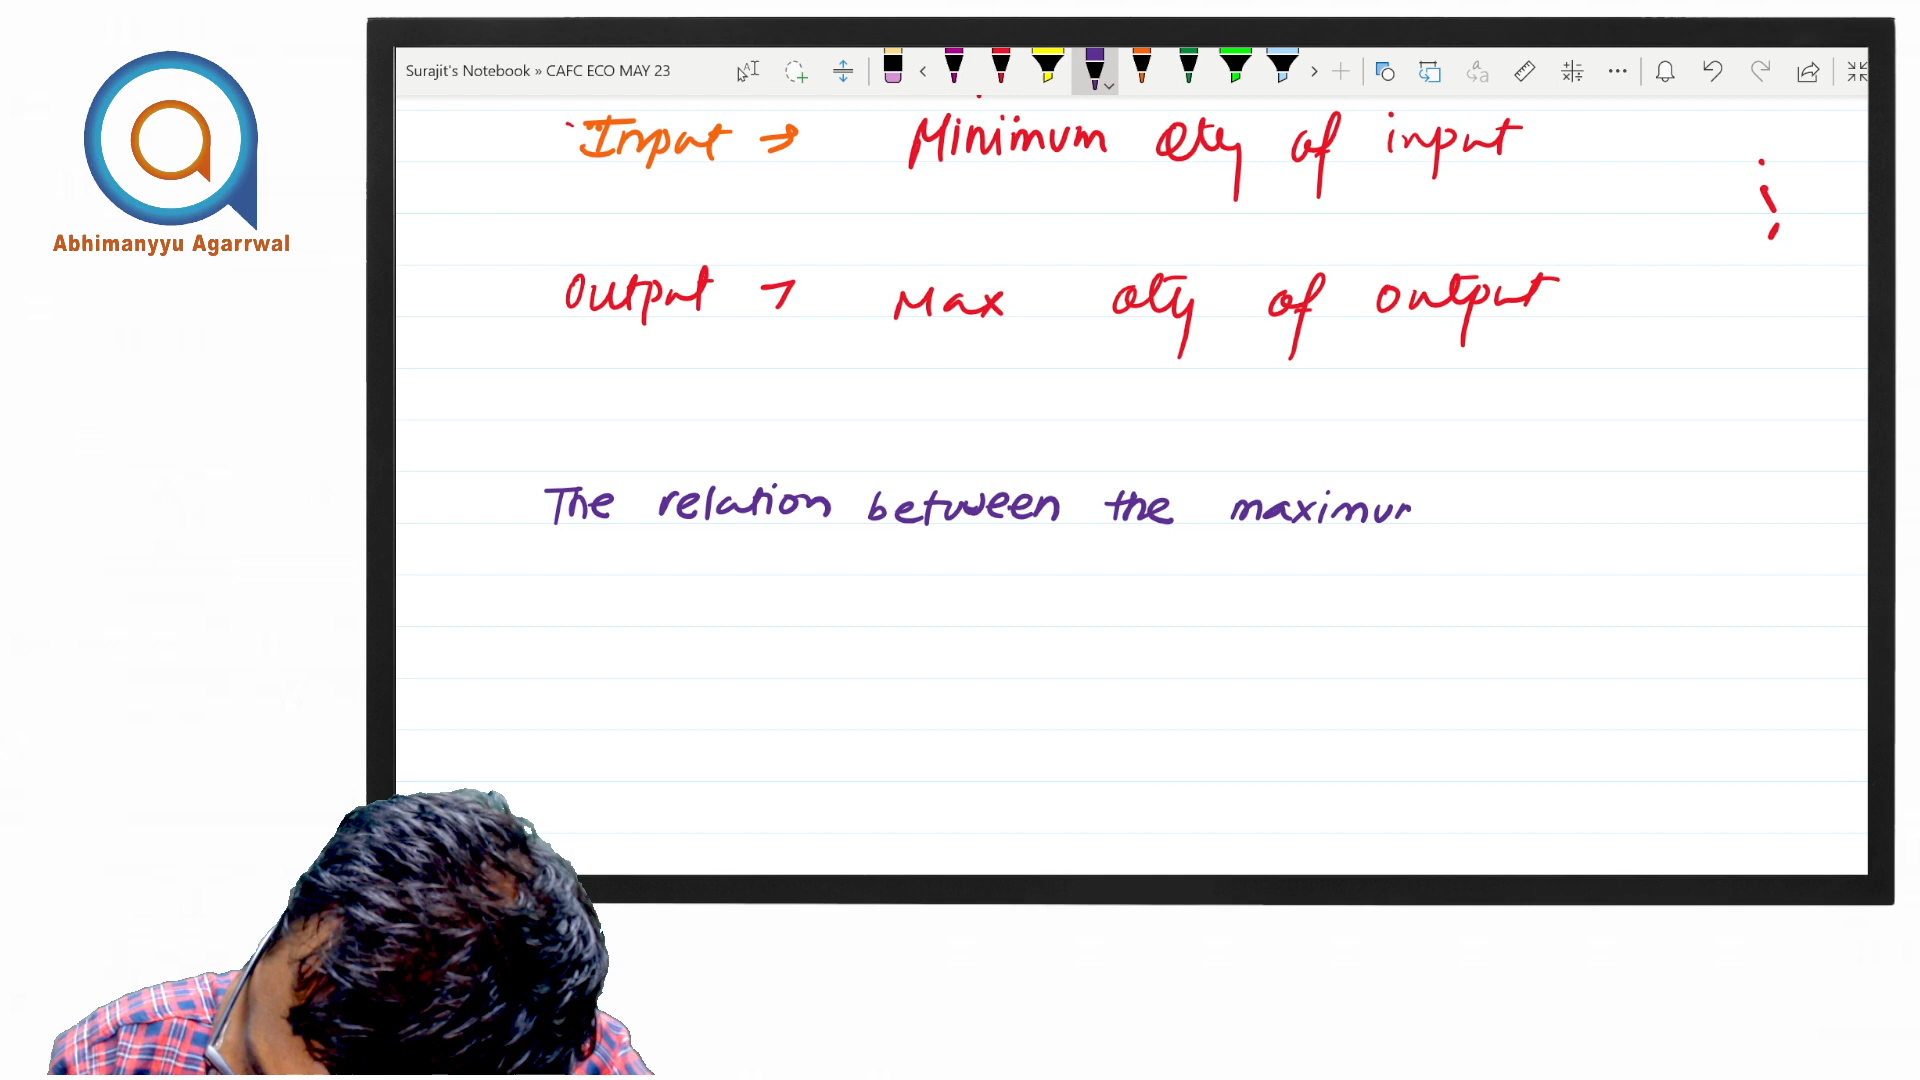 Surajit's Notebook » CAFC ECO MAY 23
Abhimanyyu Agarrwal
Input → Minimum Qty of input
Output → Max Qty of output
The relation between the maximum